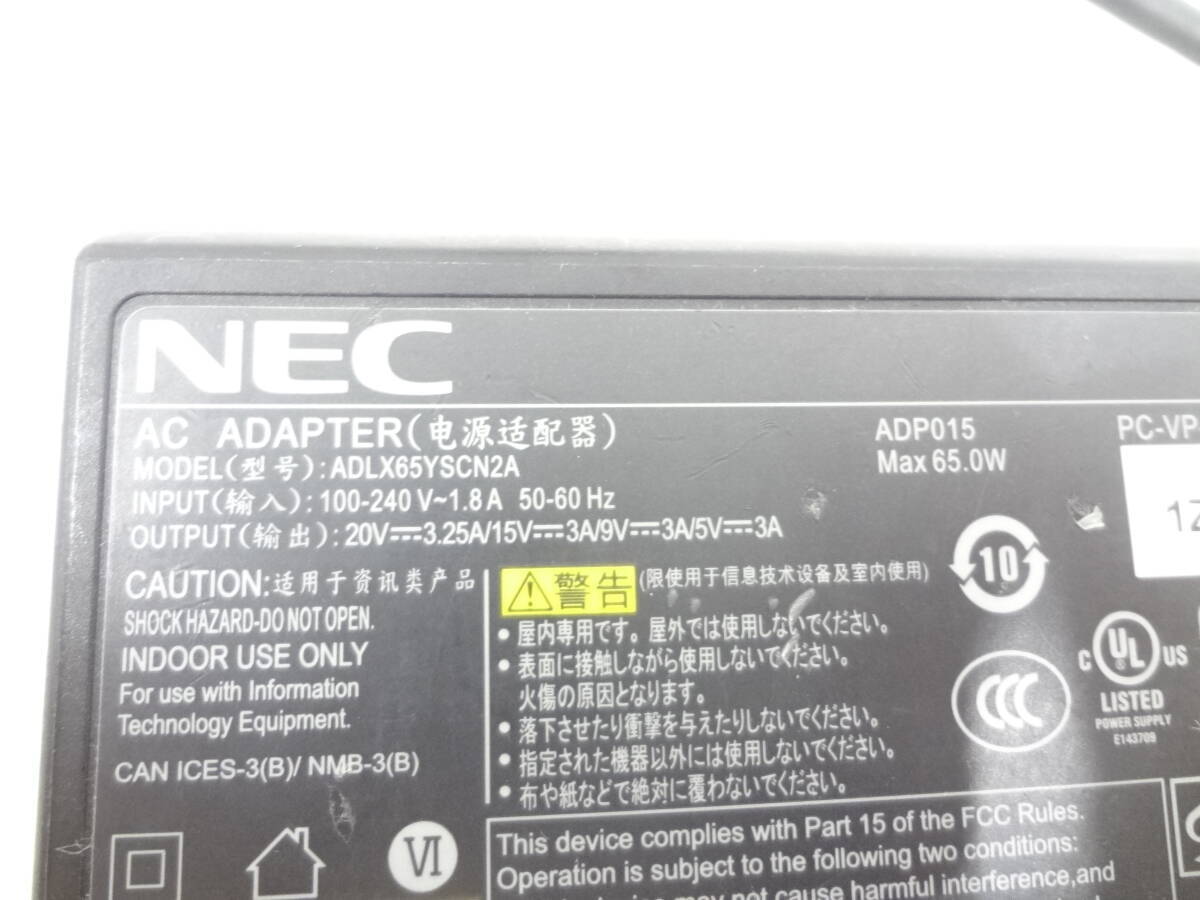 NEC
AC ADAPTER(电源适配器)
MODEL(型号):ADLX65YSCN2A
INPUT(输入):100-240 V~1.8A 50-60 Hz
OUTPUT(输出):20V⎓3.25A/15V⎓3A/9V⎓3A/5V⎓3A
ADP015
Max 65.0W
PC-VP
1Z
CAUTION:适用于资讯类产品
SHOCK HAZARD-DO NOT OPEN.
INDOOR USE ONLY
For use with Information
Technology Equipment.
CAN ICES-3(B)/ NMB-3(B)
⚠警告 (限使用于信息技术设备及室内使用)
• 屋内専用です。屋外では使用しないでください。
• 表面に接触しながら使用しないでください。
火傷の原因となります。
• 落下させたり衝撃を与えたりしないでください。
• 指定された機器以外には使用しないでください。
• 布や紙などで絶対に覆わないでください。
10
CCC
C UL US
®
LISTED
POWER SUPPLY
E143709
VI
This device complies with Part 15 of the FCC Rules.
Operation is subject to the following two conditions:
may not cause harmful interference,and